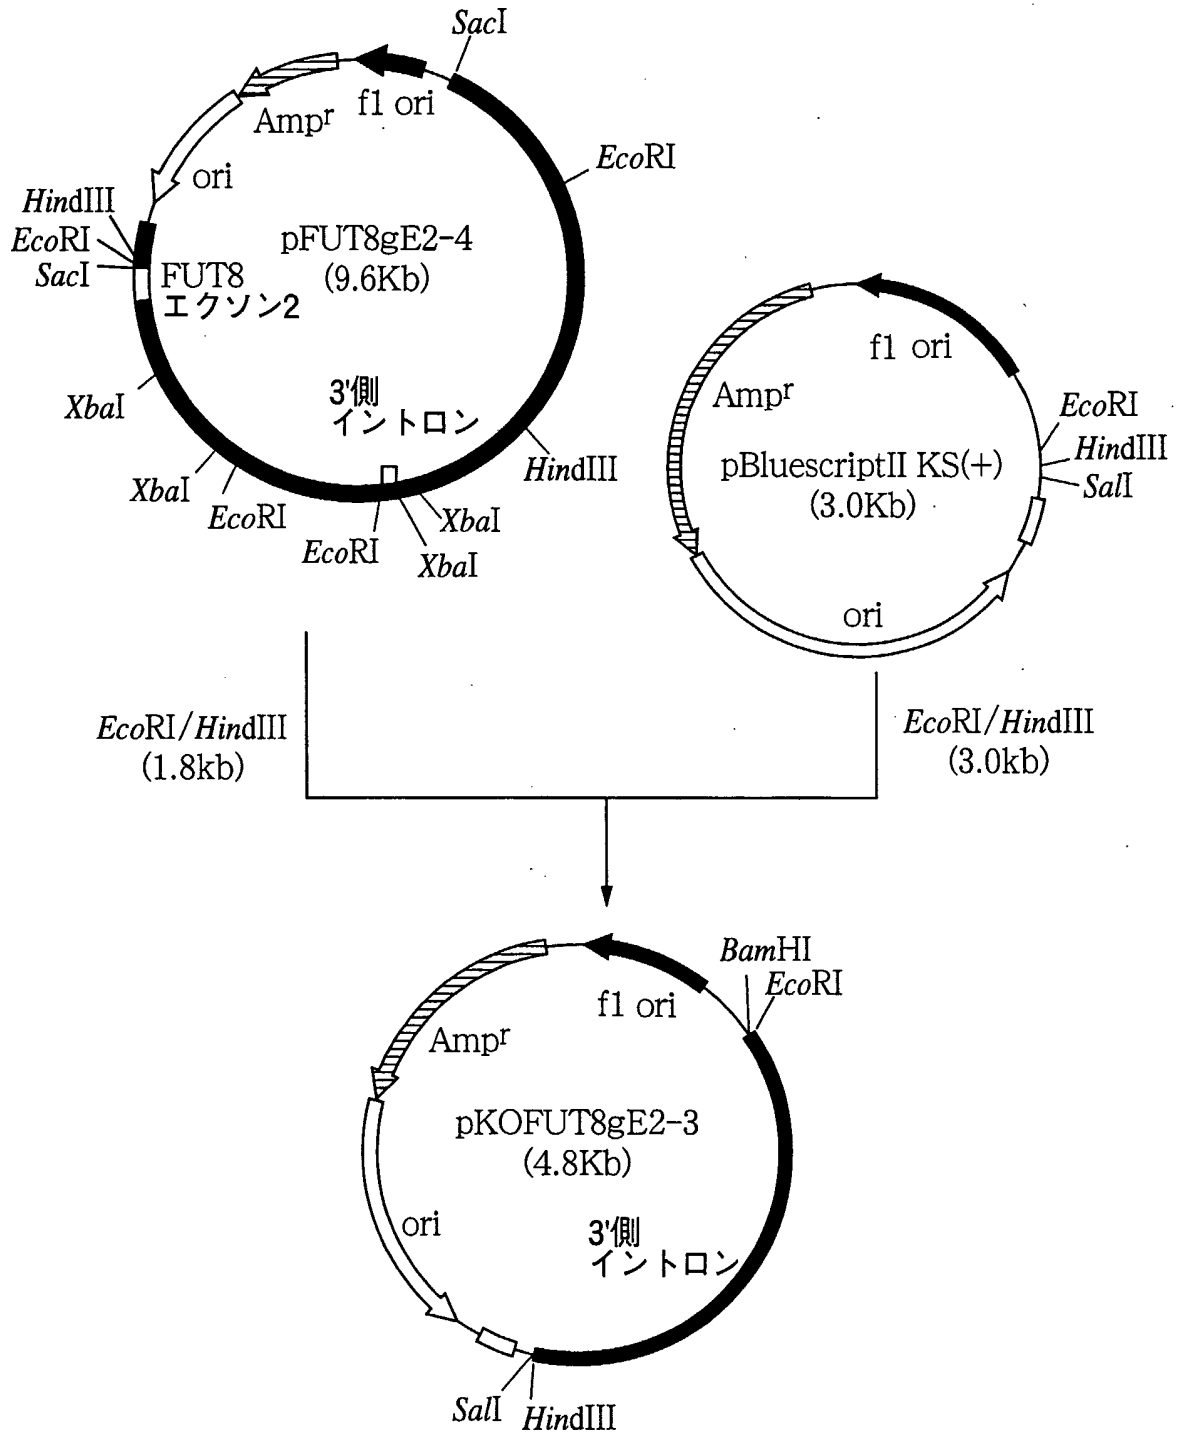 SacI
f1 ori
Ampr
EcoRI
ori
HindIII
EcoRI
SacI
pFUT8gE2-4
(9.6Kb)
FUT8
エクソン2
3'側
イントロン
XbaI
XbaI
EcoRI
EcoRI
XbaI
XbaI
HindIII
f1 ori
Ampr
EcoRI
HindIII
SalI
pBluescriptII KS(+)
(3.0Kb)
ori
EcoRI/HindIII
(1.8kb)
EcoRI/HindIII
(3.0kb)
BamHI
EcoRI
f1 ori
Ampr
pKOFUT8gE2-3
(4.8Kb)
ori
3'側
イントロン
SalI
HindIII